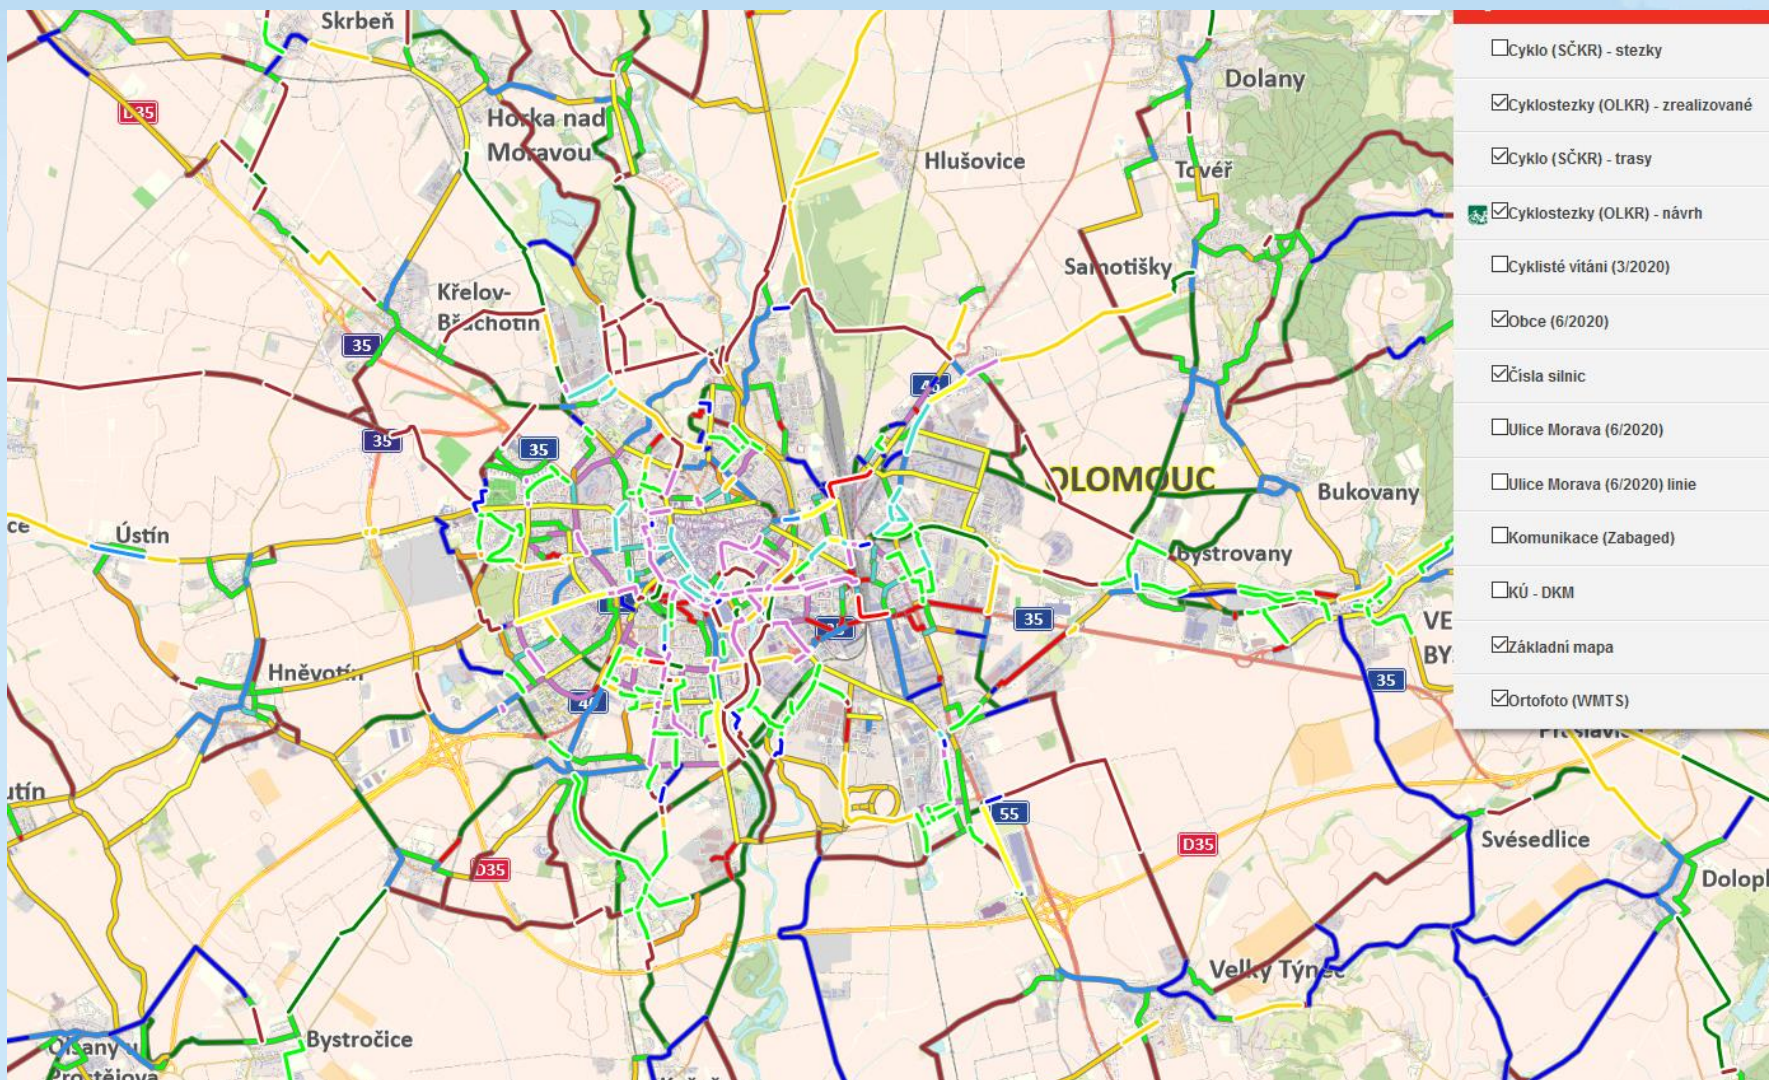 Skrbeň
Dolany
D35
Horka nad
Moravou
Hlušovice
Tovéř
Samotišky
Křelov-
Břuchotín
35
46
35
35
OLOMOUC
Bukovany
Ústín
Bystrovany
35
Hněvotín
35
55
D35
Svésedlice
D35
Velký Týnec
Bystročice
Olšany u
Prostějova
Cyklo (SČKR) - stezky
Cyklostezky (OLKR) - zrealizované
Cyklo (SČKR) - trasy
Cyklostezky (OLKR) - návrh
Cyklisté vítáni (3/2020)
Obce (6/2020)
Čísla silnic
Ulice Morava (6/2020)
Ulice Morava (6/2020) linie
Komunikace (Zabaged)
KÚ - DKM
Základní mapa
Ortofoto (WMTS)